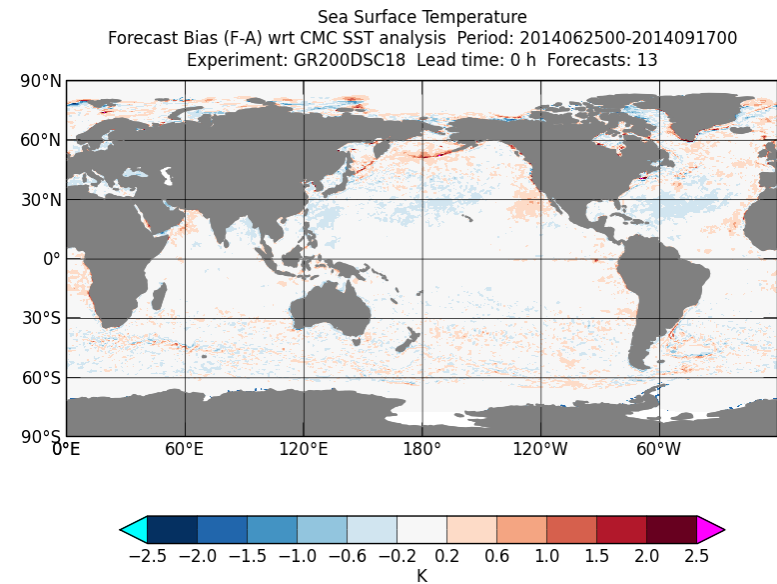 Sea Surface Temperature
Forecast Bias (F-A) wrt CMC SST analysis  Period: 2014062500-2014091700
Experiment: GR200DSC18  Lead time: 0 h  Forecasts: 13
90°N
60°N
30°N
0°
30°S
60°S
90°S
0°E 60°E 120°E 180° 120°W 60°W
−2.5 −2.0 −1.5 −1.0 −0.6 −0.2 0.2 0.6 1.0 1.5 2.0 2.5
K